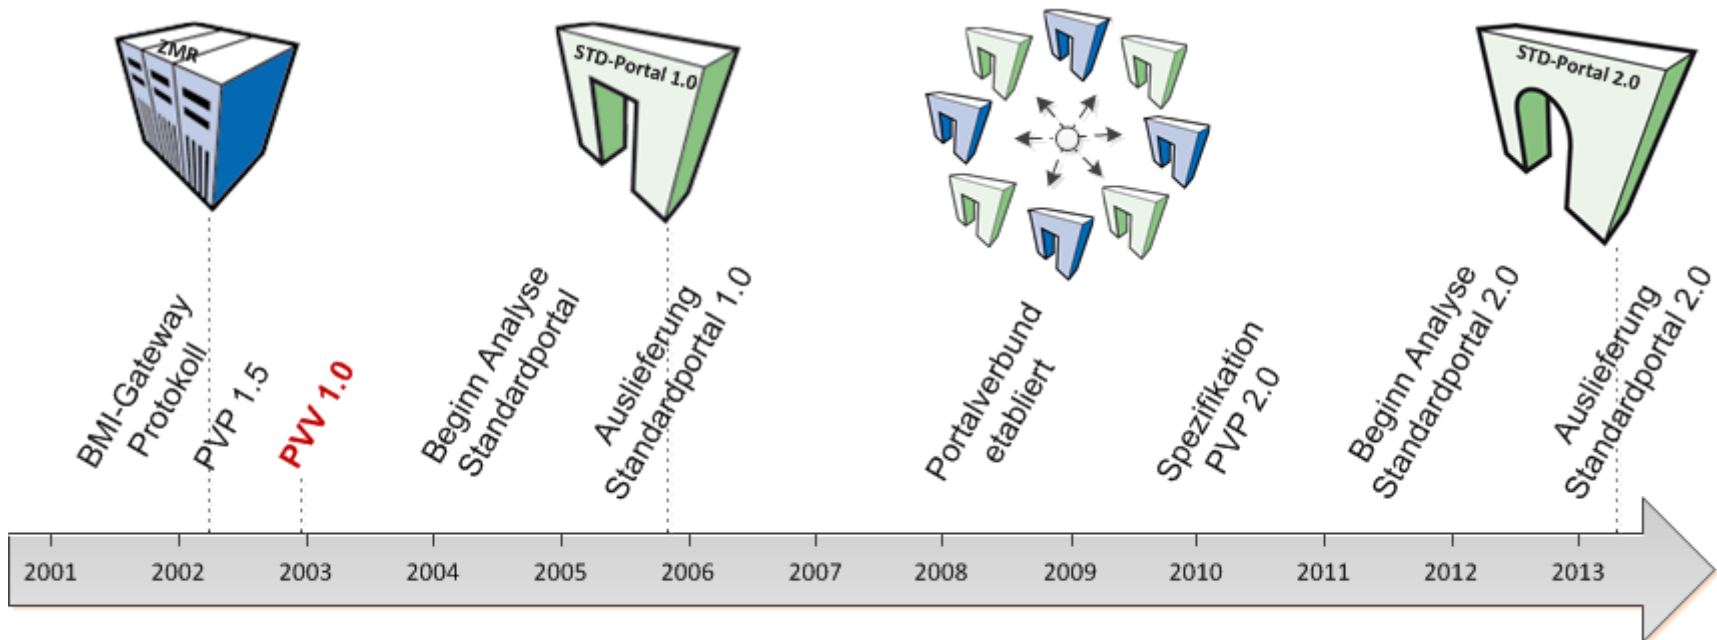 ZMR
STD-Portal 1.0
STD-Portal 2.0
BMI-Gateway
Protokoll
PVP 1.5
PVV 1.0
Beginn Analyse
Standardportal
Auslieferung
Standardportal 1.0
Portalverbund
etabliert
Spezifikation
PVP 2.0
Beginn Analyse
Standardportal 2.0
Auslieferung
Standardportal 2.0
2001 2002 2003 2004 2005 2006 2007 2008 2009 2010 2011 2012 2013